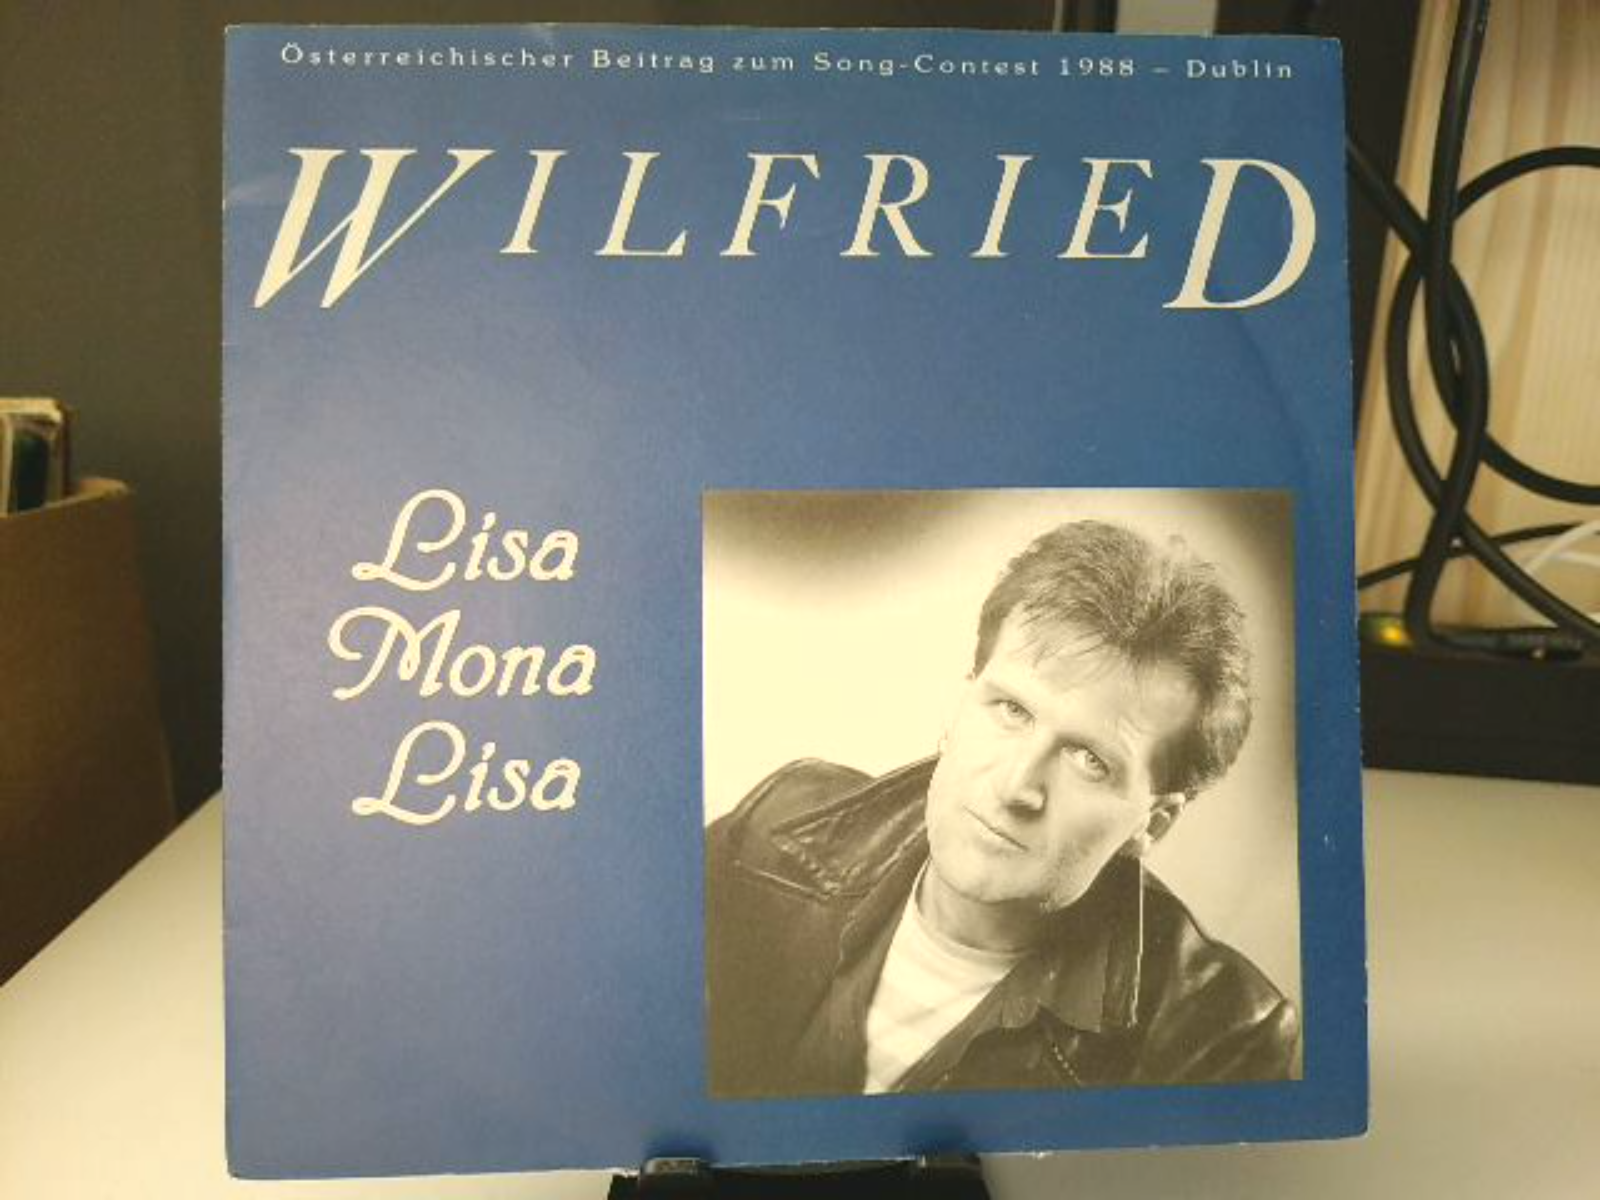 Österreichischer Beitrag zum Song-Contest 1988 – Dublin
WILFRIED
Lisa
Mona
Lisa